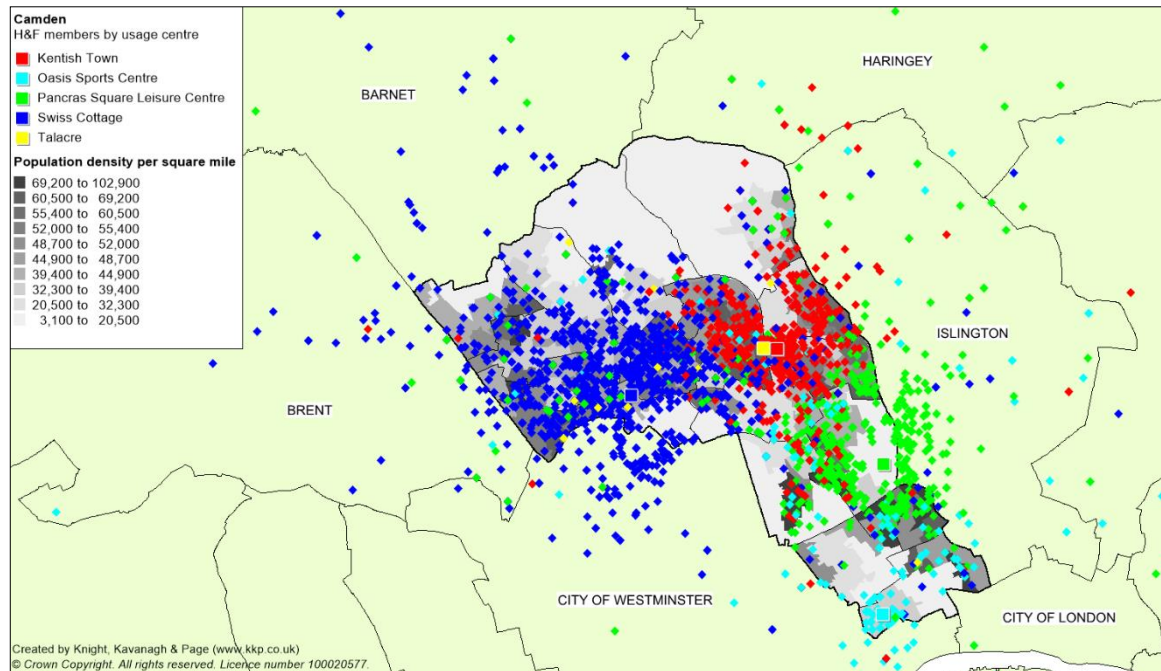 Camden
H&F members by usage centre
Kentish Town
Oasis Sports Centre
Pancras Square Leisure Centre
Swiss Cottage
Talacre
Population density per square mile
69,200 to 102,900
60,500 to 69,200
55,400 to 60,500
52,000 to 55,400
48,700 to 52,000
44,900 to 48,700
39,400 to 44,900
32,300 to 39,400
20,500 to 32,300
3,100 to 20,500
HARINGEY
BARNET
ISLINGTON
BRENT
CITY OF WESTMINSTER
CITY OF LONDON
Created by Knight, Kavanagh & Page (www.kkp.co.uk)
© Crown Copyright. All rights reserved. Licence number 100020577.